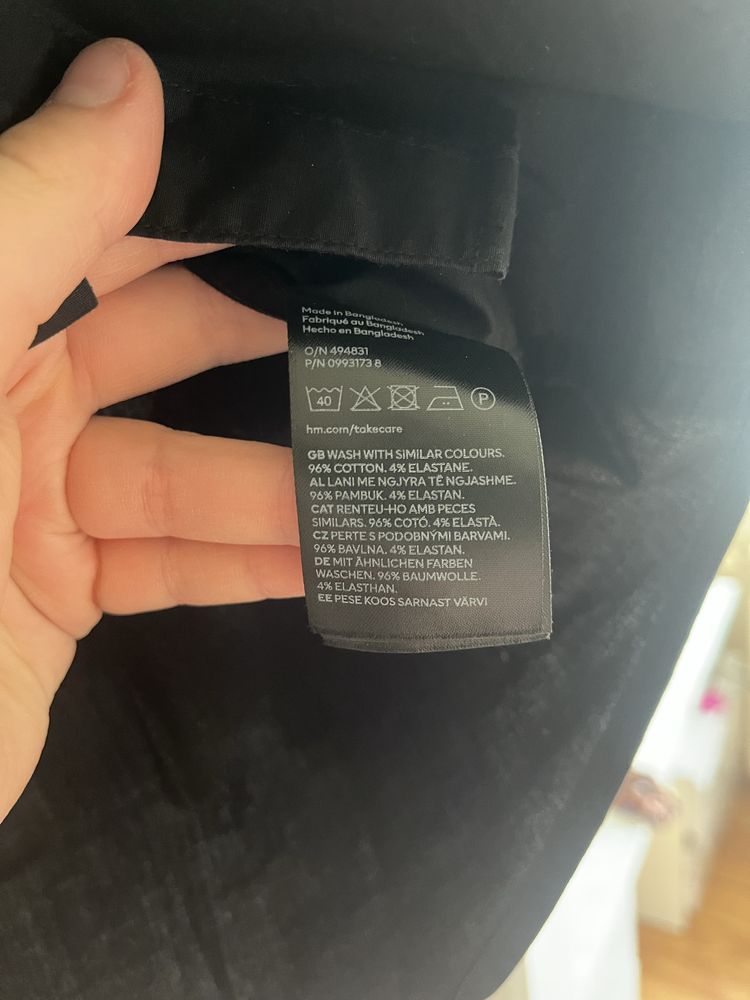 Made in Bangladesh
Fabriqué au Bangladesh
Hecho en Bangladesh
O/N 494831
P/N 0993173 8
40 P
hm.com/takecare
GB WASH WITH SIMILAR COLOURS.
96% COTTON. 4% ELASTANE.
AL LANI ME NGJYRA TË NGJASHME.
96% PAMBUK. 4% ELASTAN.
CAT RENTEU-HO AMB PECES
SIMILARS. 96% COTÓ. 4% ELASTÀ.
CZ PERTE S PODOBNÝMI BARVAMI.
96% BAVLNA. 4% ELASTAN.
DE MIT ÄHNLICHEN FARBEN
WASCHEN. 96% BAUMWOLLE.
4% ELASTHAN.
EE PESE KOOS SARNAST VÄRVI